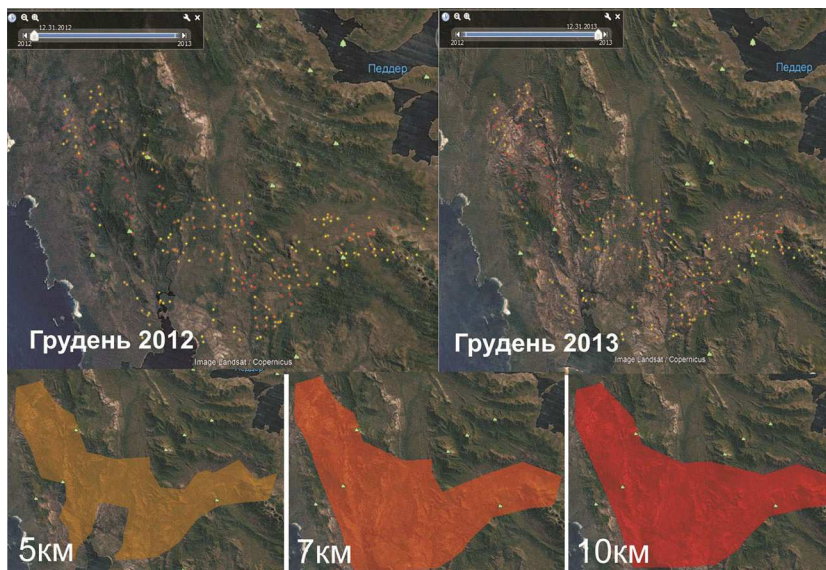 12.31.2012
2012
2013
Педдер
Грудень 2012
Image Landsat / Copernicus
12.31.2013
2012
2013
Педдер
Грудень 2013
Image Landsat / Copernicus
5км
7км
10км